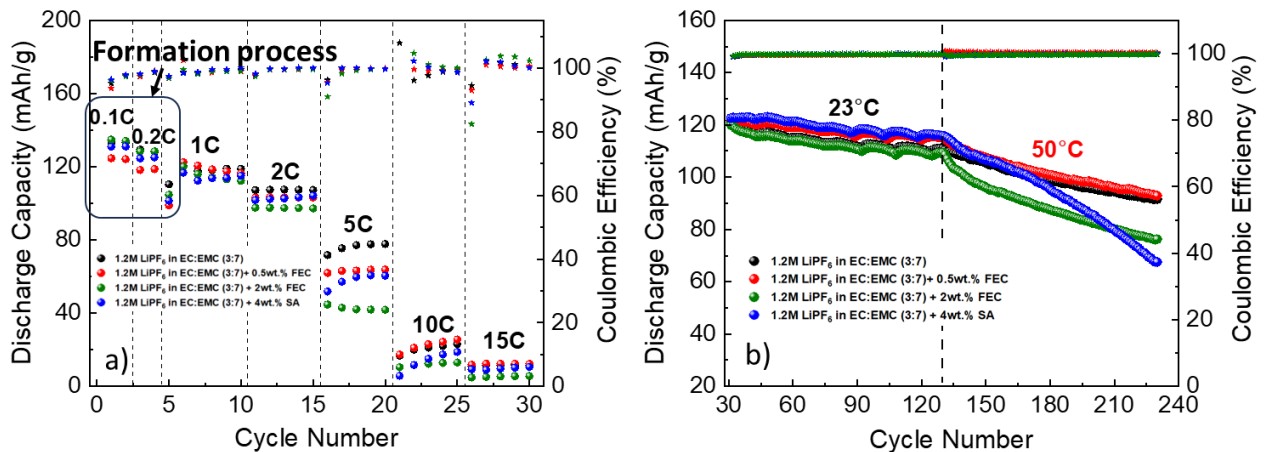 Formation process
0.1C
0.2C
1C
2C
5C
10C
15C
200
180
160
140
120
100
80
60
40
20
0
Discharge Capacity (mAh/g)
100
80
60
40
20
0
Coulombic Efficiency (%)
1.2M LiPF6 in EC:EMC (3:7)
1.2M LiPF6 in EC:EMC (3:7)+ 0.5wt.% FEC
1.2M LiPF6 in EC:EMC (3:7) + 2wt.% FEC
1.2M LiPF6 in EC:EMC (3:7) + 4wt.% SA
a)
0 5 10 15 20 25 30
Cycle Number
160
140
120
100
80
60
40
20
Discharge Capacity (mAh/g)
23°C
50°C
1.2M LiPF6 in EC:EMC (3:7)
1.2M LiPF6 in EC:EMC (3:7)+ 0.5wt.% FEC
1.2M LiPF6 in EC:EMC (3:7) + 2wt.% FEC
1.2M LiPF6 in EC:EMC (3:7) + 4wt.% SA
b)
100
80
60
40
20
0
Coulombic Efficiency (%)
30 60 90 120 150 180 210 240
Cycle Number